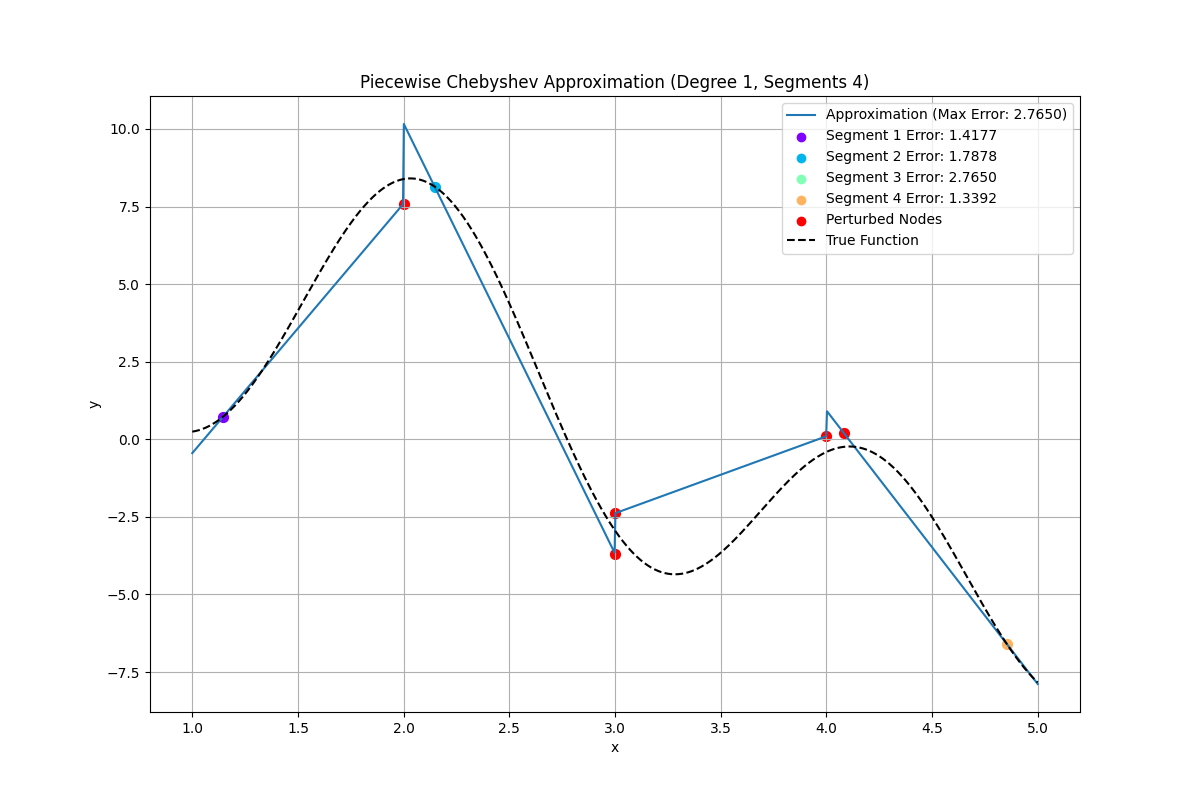 Piecewise Chebyshev Approximation (Degree 1, Segments 4)
Approximation (Max Error: 2.7650)
Segment 1 Error: 1.4177
Segment 2 Error: 1.7878
Segment 3 Error: 2.7650
Segment 4 Error: 1.3392
Perturbed Nodes
True Function
10.0
7.5
5.0
2.5
0.0
−2.5
−5.0
−7.5
y
1.0 1.5 2.0 2.5 3.0 3.5 4.0 4.5 5.0
x